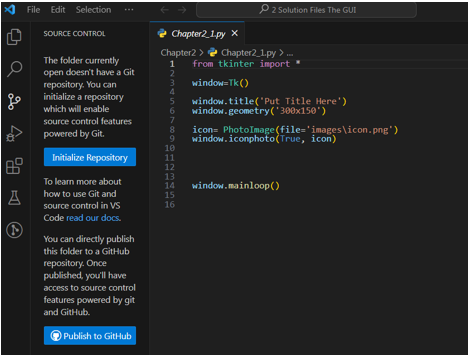 File Edit Selection ...
2 Solution Files The GUI
SOURCE CONTROL
The folder currently
open doesn't have a Git
repository. You can
initialize a repository
which will enable
source control features
powered by Git.
Initialize Repository
To learn more about
how to use Git and
source control in VS
Code read our docs.
You can directly publish
this folder to a GitHub
repository. Once
published, you'll have
access to source control
features powered by git
and GitHub.
Publish to GitHub
Chapter2_1.py
Chapter2 > Chapter2_1.py > ...
1 from tkinter import *
2
3 window=Tk()
4
5 window.title('Put Title Here')
6 window.geometry('300x150')
7
8 icon= PhotoImage(file='images\icon.png')
9 window.iconphoto(True, icon)
10
11
12
13
14 window.mainloop()
15
16